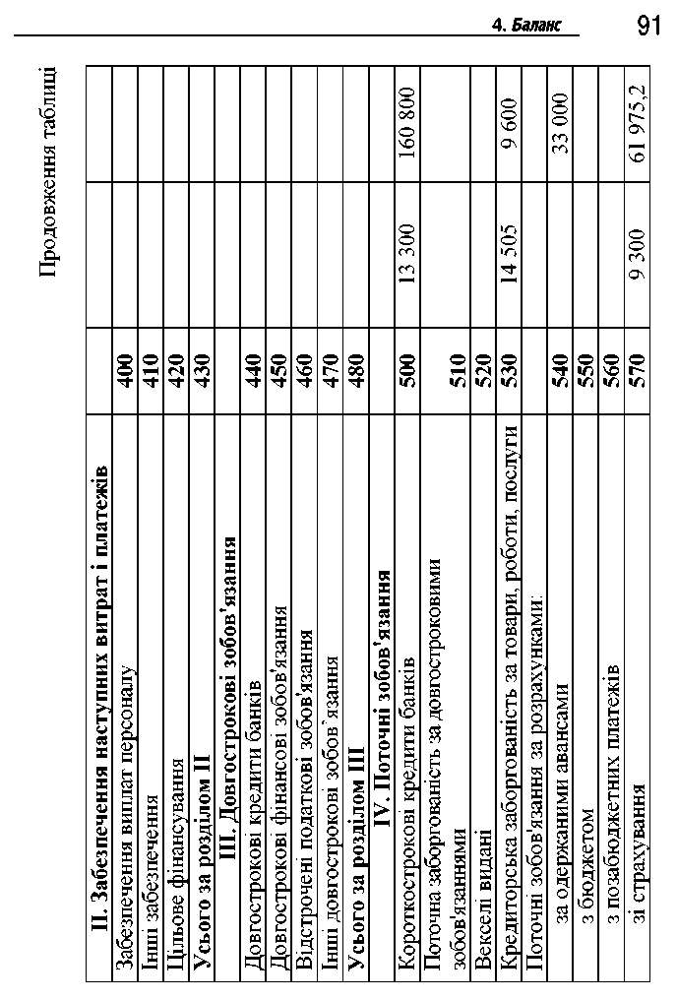 4. Баланс 91
Продовження таблиці
II. Забезпечення наступних витрат і платежів
Забезпечення виплат персоналу 400
Інші забезпечення 410
Цільове фінансування 420
Усього за розділом II 430
III. Довгострокові зобов'язання
Довгострокові кредити банків 440
Довгострокові фінансові зобов'язання 450
Відстрочені податкові зобов'язання 460
Інші довгострокові зобов`язання 470
Усього за розділом III 480
IV. Поточні зобов'язання
Короткострокові кредити банків 500 13 300 160 800
Поточна заборгованість за довгостроковими
зобов'язаннями 510
Векселі видані 520
Кредиторська заборгованість за товари, роботи, послуги 530 14 505 9 600
Поточні зобов'язання за розрахунками:
за одержаними авансами 540 33 000
з бюджетом 550
з позабюджетних платежів 560
зі страхування 570 9 300 61 975,2